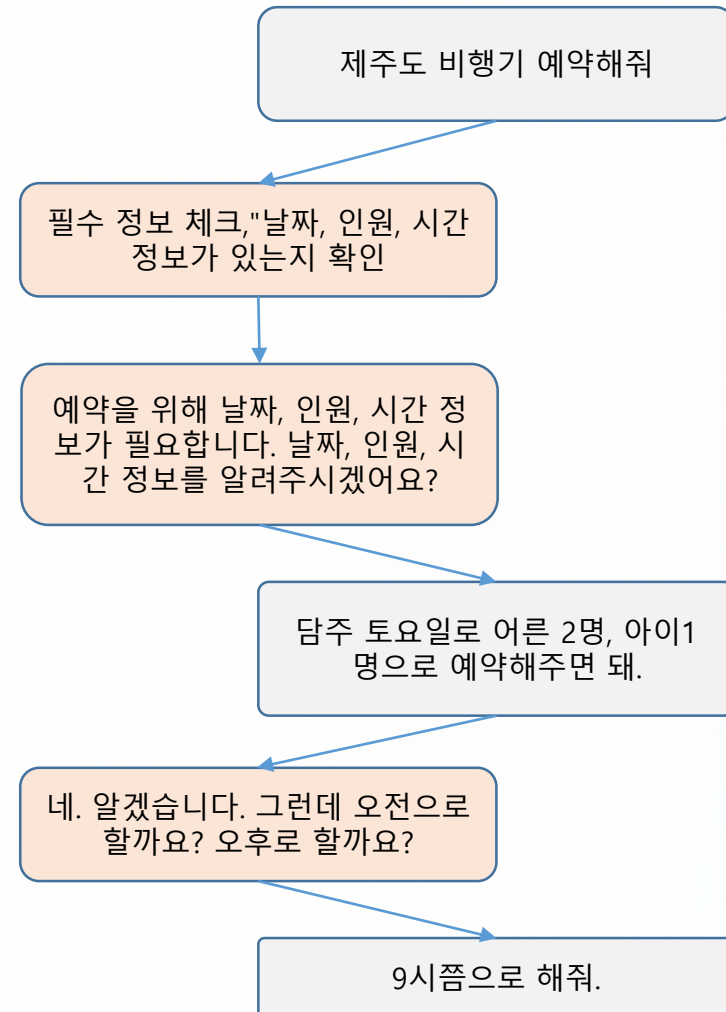 제주도 비행기 예약해줘
필수 정보 체크,"날짜, 인원, 시간
정보가 있는지 확인
예약을 위해 날짜, 인원, 시간 정
보가 필요합니다. 날짜, 인원, 시
간 정보를 알려주시겠어요?
담주 토요일로 어른 2명, 아이1
명으로 예약해주면 돼.
네. 알겠습니다. 그런데 오전으로
할까요? 오후로 할까요?
9시쯤으로 해줘.